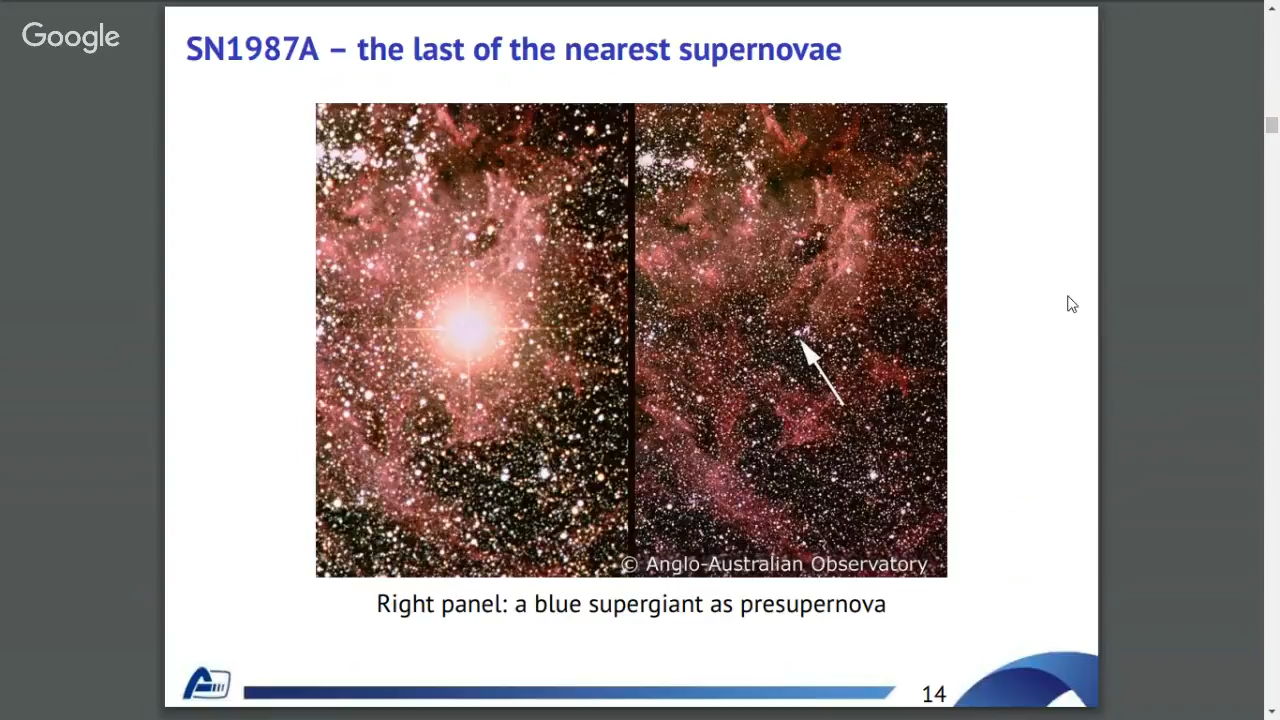 Google
SN1987A – the last of the nearest supernovae
© Anglo-Australian Observatory
Right panel: a blue supergiant as presupernova
14